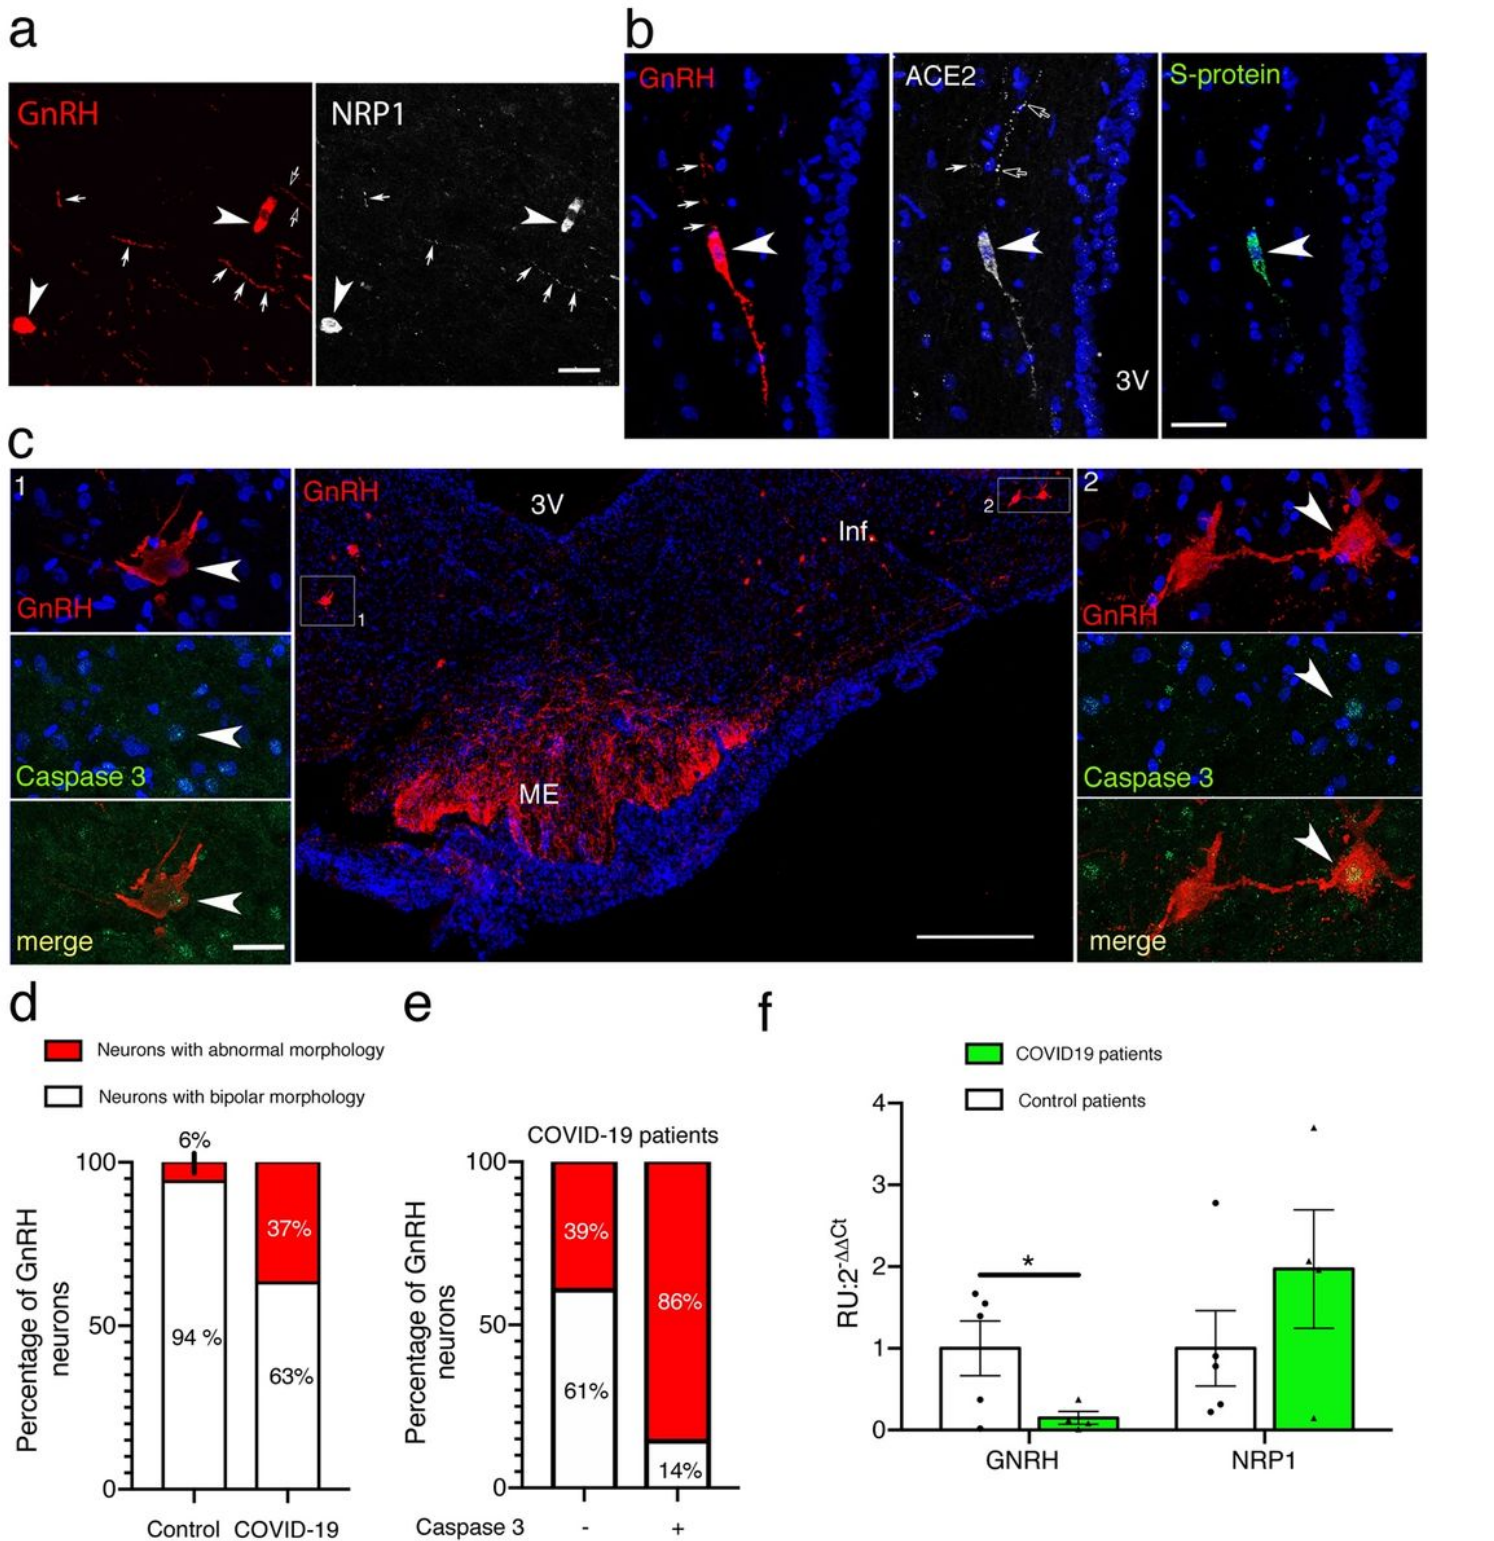 a
GnRH
NRP1
b
GnRH
ACE2
3V
S-protein
c
1
GnRH
Caspase 3
merge
GnRH
3V
Inf.
2
1
ME
2
GnRH
Caspase 3
merge
d
Neurons with abnormal morphology
Neurons with bipolar morphology
Percentage of GnRH
neurons
100
50
0
6%
94 %
37%
63%
Control
COVID-19
e
COVID-19 patients
Percentage of GnRH
neurons
100
50
0
39%
61%
86%
14%
Caspase 3
-
+
f
COVID19 patients
Control patients
RU:2-ΔΔCt
4
3
2
1
0
*
GNRH
NRP1